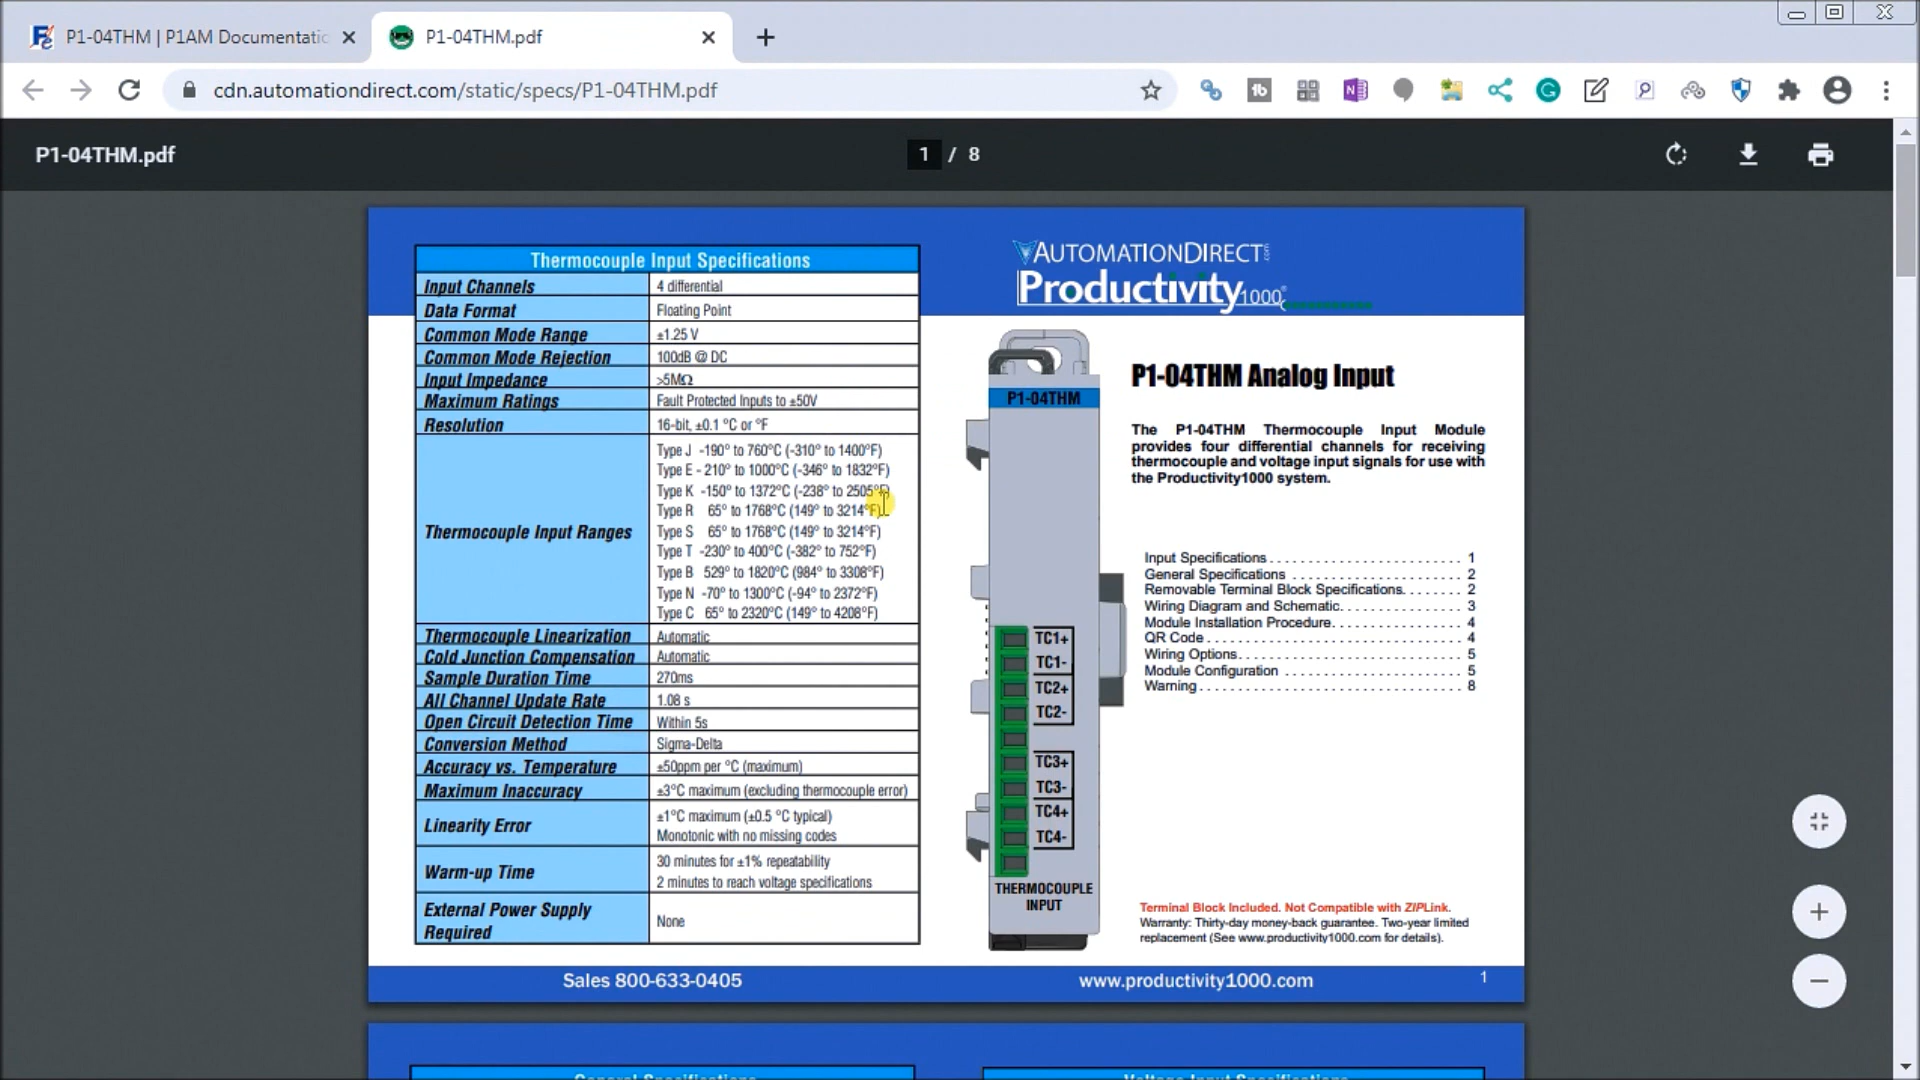 P1-04THM | P1AM Documentatic
P1-04THM.pdf
cdn.automationdirect.com/static/specs/P1-04THM.pdf
P1-04THM.pdf
1 / 8
Thermocouple Input Specifications
Input Channels 4 differential
Data Format Floating Point
Common Mode Range ±1.25 V
Common Mode Rejection 100dB @ DC
Input Impedance >5MΩ
Maximum Ratings Fault Protected Inputs to ±50V
Resolution 16-bit, ±0.1 °C or °F
Thermocouple Input Ranges
Type J -190° to 760°C (-310° to 1400°F)
Type E - 210° to 1000°C (-346° to 1832°F)
Type K -150° to 1372°C (-238° to 2505°F)
Type R 65° to 1768°C (149° to 3214°F)
Type S 65° to 1768°C (149° to 3214°F)
Type T -230° to 400°C (-382° to 752°F)
Type B 529° to 1820°C (984° to 3308°F)
Type N -70° to 1300°C (-94° to 2372°F)
Type C 65° to 2320°C (149° to 4208°F)
Thermocouple Linearization Automatic
Cold Junction Compensation Automatic
Sample Duration Time 270ms
All Channel Update Rate 1.08 s
Open Circuit Detection Time Within 5s
Conversion Method Sigma-Delta
Accuracy vs. Temperature ±50ppm per °C (maximum)
Maximum Inaccuracy ±3°C maximum (excluding thermocouple error)
Linearity Error
±1°C maximum (±0.5 °C typical)
Monotonic with no missing codes
Warm-up Time
30 minutes for ±1% repeatability
2 minutes to reach voltage specifications
External Power Supply
Required
None
AUTOMATIONDIRECT.com
Productivity1000
P1-04THM
TC1+
TC1-
TC2+
TC2-
TC3+
TC3-
TC4+
TC4-
THERMOCOUPLE
INPUT
P1-04THM Analog Input
The P1-04THM Thermocouple Input Module
provides four differential channels for receiving
thermocouple and voltage input signals for use with
the Productivity1000 system.
Input Specifications 1
General Specifications 2
Removable Terminal Block Specifications 2
Wiring Diagram and Schematic 3
Module Installation Procedure 4
QR Code 4
Wiring Options 5
Module Configuration 5
Warning 8
Terminal Block Included. Not Compatible with ZIPLink.
Warranty: Thirty-day money-back guarantee. Two-year limited
replacement (See www.productivity1000.com for details).
Sales 800-633-0405
www.productivity1000.com
1
General Specifications
Voltage Input Specifications